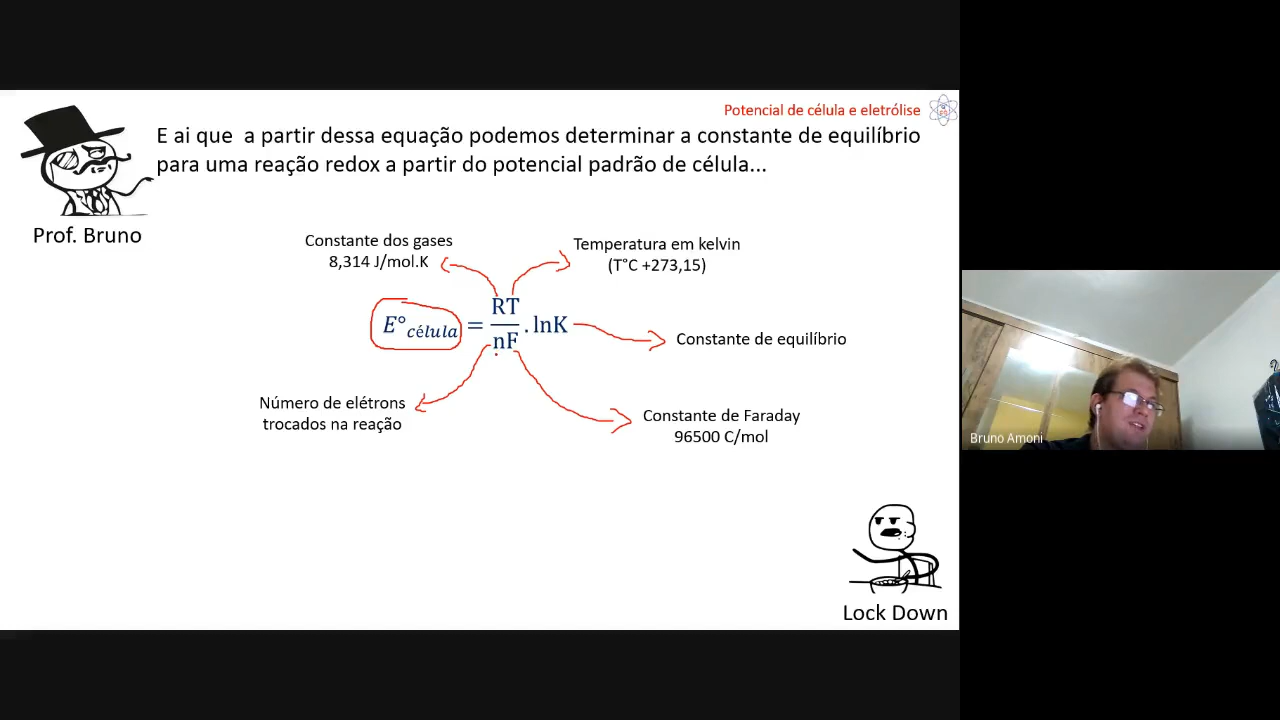 Potencial de célula e eletrólise
E ai que a partir dessa equação podemos determinar a constante de equilíbrio
para uma reação redox a partir do potencial padrão de célula...
Prof. Bruno
Constante dos gases
8,314 J/mol.K
Temperatura em kelvin
(T°C +273,15)
E°célula = RT/nF . lnK
Constante de equilíbrio
Número de elétrons
trocados na reação
Constante de Faraday
96500 C/mol
Bruno Amoni
Lock Down